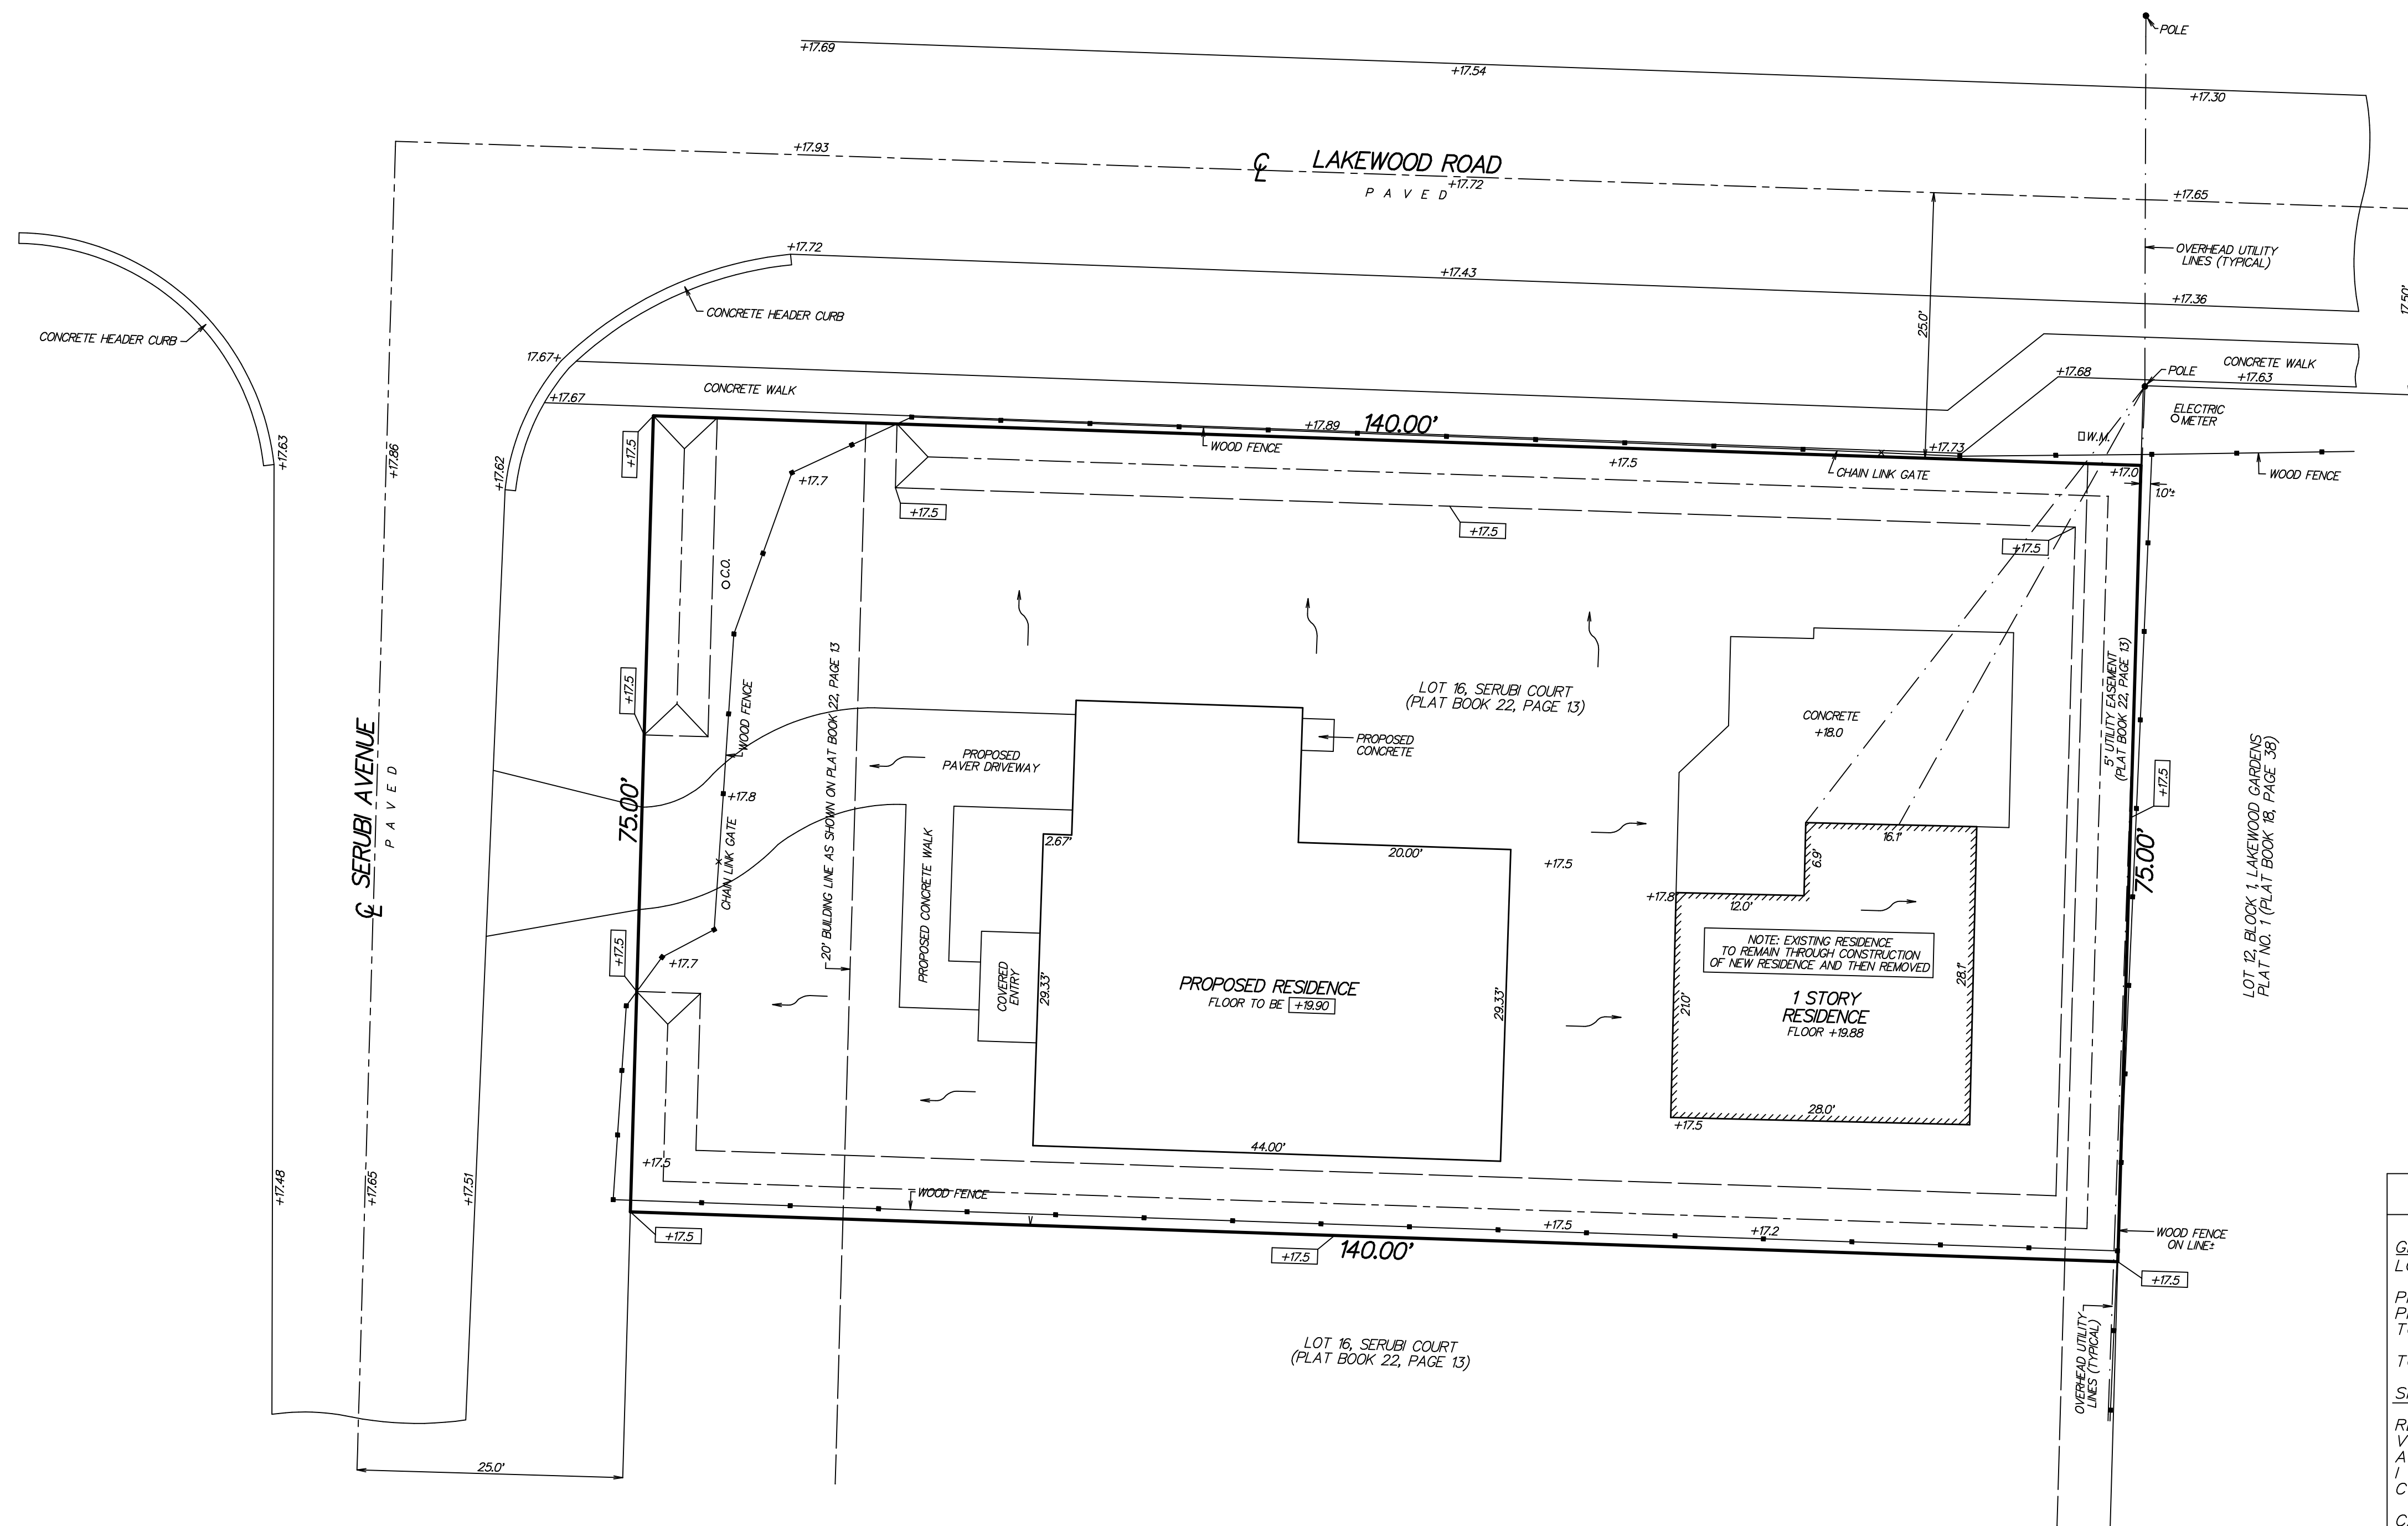 POLE
+17.69
+17.54
+17.30
+17.93
℄ LAKEWOOD ROAD
+17.72
PAVED
+17.65
+17.72
OVERHEAD UTILITY
LINES (TYPICAL)
+17.43
+17.36
17.50'
CONCRETE HEADER CURB
CONCRETE HEADER CURB
25.0'
17.67+
CONCRETE WALK
+17.67
+17.68
POLE
CONCRETE WALK
+17.63
ELECTRIC
METER
W.M.
+17.63
+17.86
+17.62
+17.5
+17.89
140.00'
WOOD FENCE
+17.73
+17.5
CHAIN LINK GATE
+17.0
WOOD FENCE
1.0'±
+17.7
+17.5
+17.5
+17.5
C.O.
+17.5
WOOD FENCE
20' BUILDING LINE AS SHOWN ON PLAT BOOK 22, PAGE 13
LOT 16, SERUBI COURT
(PLAT BOOK 22, PAGE 13)
CONCRETE
+18.0
5' UTILITY EASEMENT
(PLAT BOOK 22, PAGE 13)
℄ SERUBI AVENUE
PAVED
75.00'
PROPOSED
PAVER DRIVEWAY
PROPOSED
CONCRETE
+17.8
CHAIN LINK GATE
PROPOSED CONCRETE WALK
2.67'
20.00'
+17.5
16.1'
6.9'
+17.5
75.00'
LOT 12, BLOCK 1, LAKEWOOD GARDENS
PLAT NO. 1 (PLAT BOOK 18, PAGE 38)
+17.8
12.0'
NOTE: EXISTING RESIDENCE
TO REMAIN THROUGH CONSTRUCTION
OF NEW RESIDENCE AND THEN REMOVED
+17.5
+17.7
COVERED
ENTRY
29.33'
PROPOSED RESIDENCE
FLOOR TO BE +19.90
29.33'
21.0'
1 STORY
RESIDENCE
FLOOR +19.88
28.1'
28.0'
+17.5
44.00'
+17.48
+17.65
+17.51
+17.5
WOOD FENCE
+17.5
+17.5
+17.2
+17.5
140.00'
WOOD FENCE
ON LINE±
+17.5
LOT 16, SERUBI COURT
(PLAT BOOK 22, PAGE 13)
OVERHEAD UTILITY
LINES (TYPICAL)
25.0'